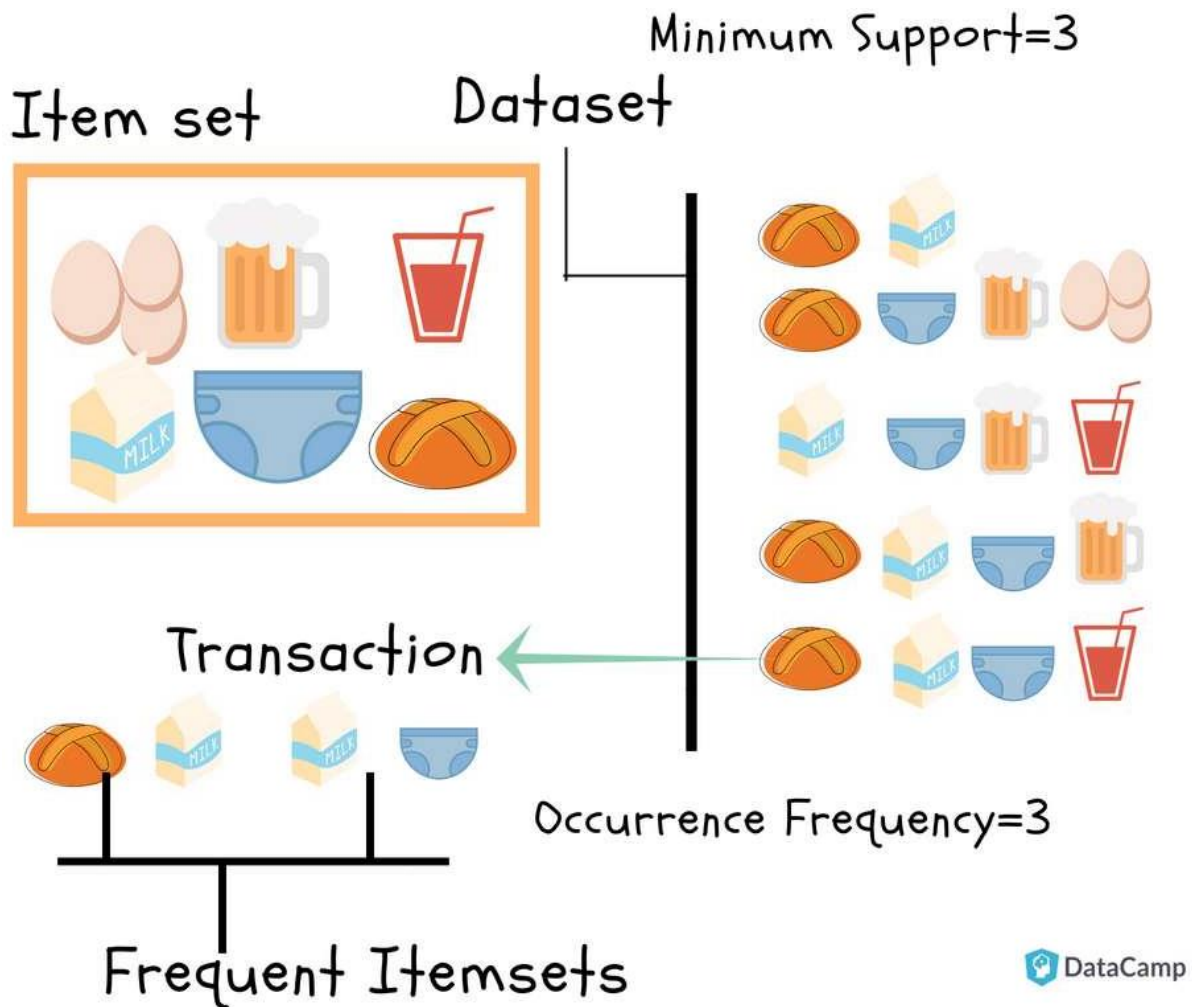 Minimum Support=3
Item set
Dataset
MILK
MILK
MILK
MILK
MILK
Transaction
MILK
MILK
Occurrence Frequency=3
Frequent Itemsets
DataCamp